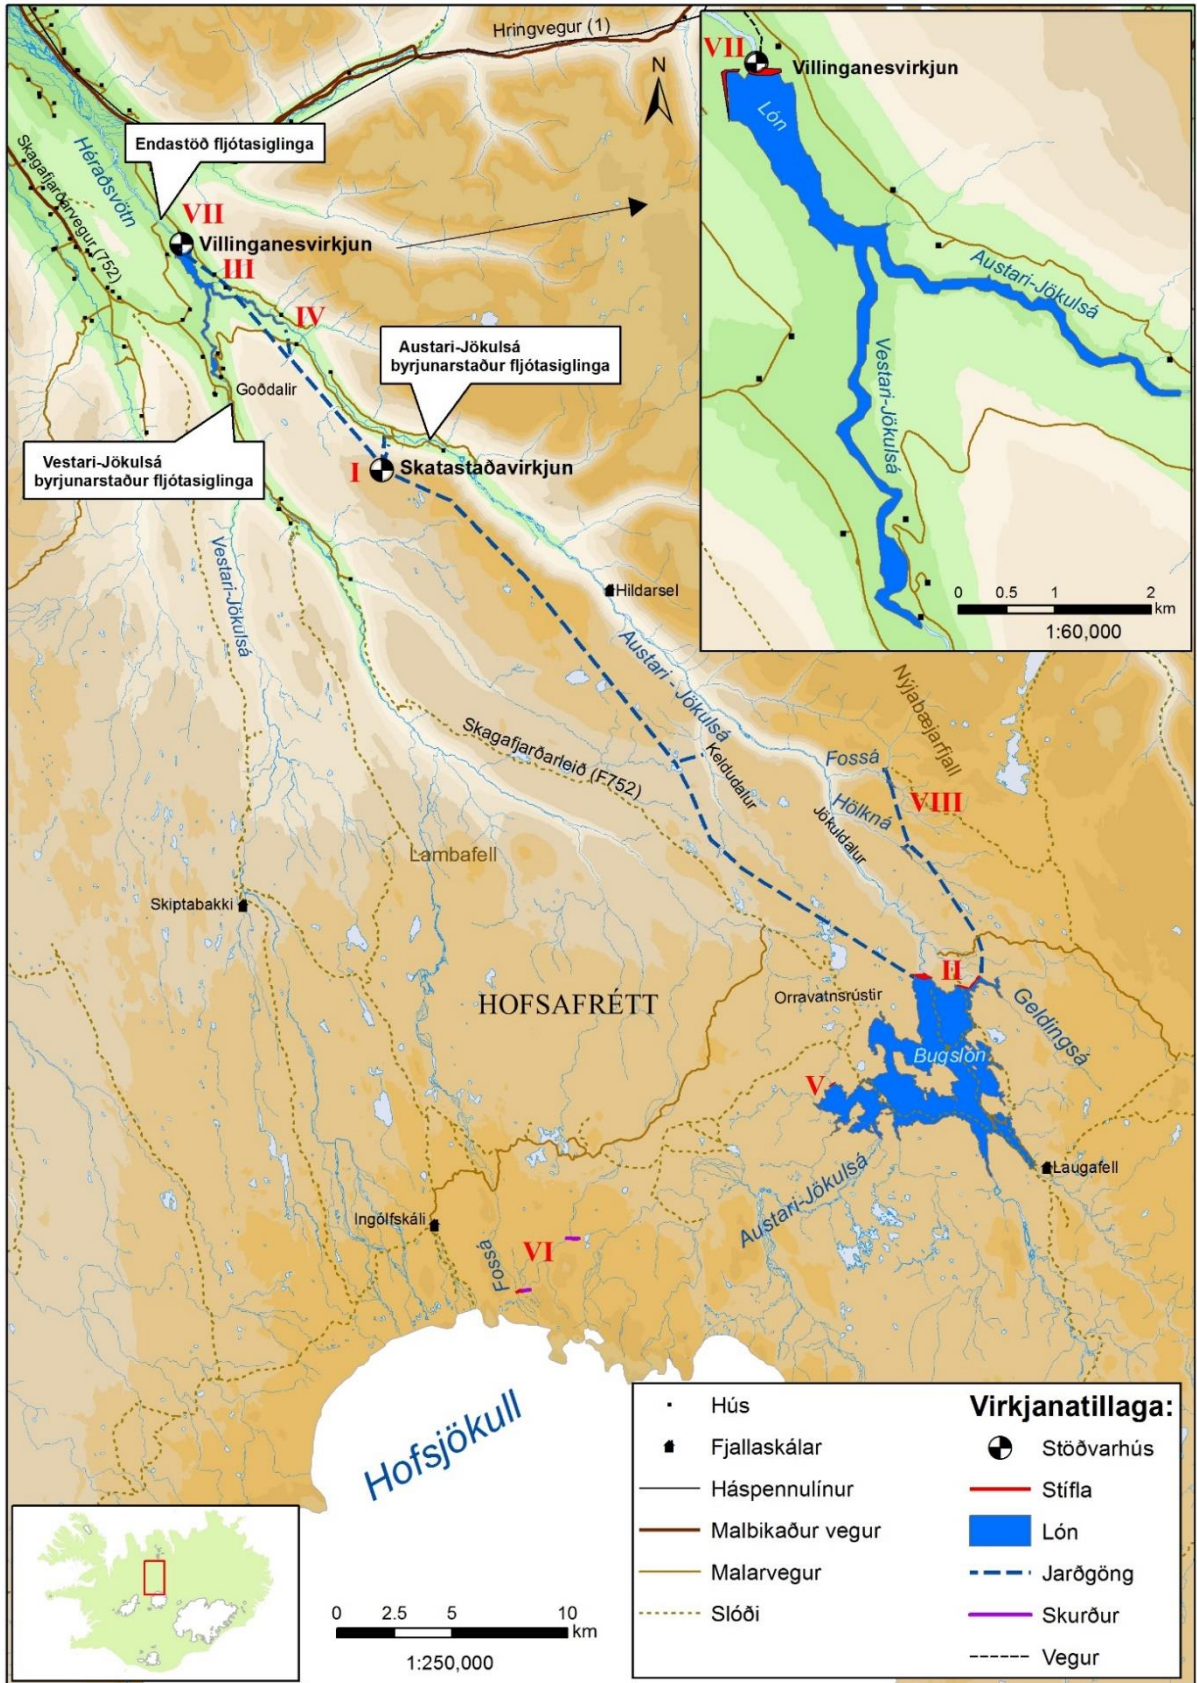 Hringvegur (1)
N
VII
Villinganesvirkjun
Lón
Austari-Jökulsá
Vestari-Jökulsá
0 0.5 1 2
km
1:60,000
Endastöð fljótasiglinga
Héraðsvötn
Skagafjarðarvegur (752)
VII
Villinganesvirkjun
III
IV
Austari-Jökulsá
byrjunarstaður fljótasiglinga
Goðdalir
Vestari-Jökulsá
byrjunarstaður fljótasiglinga
I
Skatastaðavirkjun
Vestari-Jökulsá
Hildarsel
Austari - Jökulsá
Nýjabæjarfjall
Skagafjarðarleið (F752)
Keldudalur
Fossá
VIII
Hölkná
Jökuldalur
Lambafell
Skiptabakki
II
Orravatnsrústir
HOFSAFRÉTT
Geldingsá
Bugslón
V
Laugafell
Austari-Jökulsá
Ingólfskáli
VI
Fossá
Hofsjökull
Hús
Fjallaskálar
Háspennulínur
Malbikaður vegur
Malarvegur
Slóði
Virkjanatillaga:
Stöðvarhús
Stífla
Lón
Jarðgöng
Skurður
Vegur
0 2.5 5 10
km
1:250,000